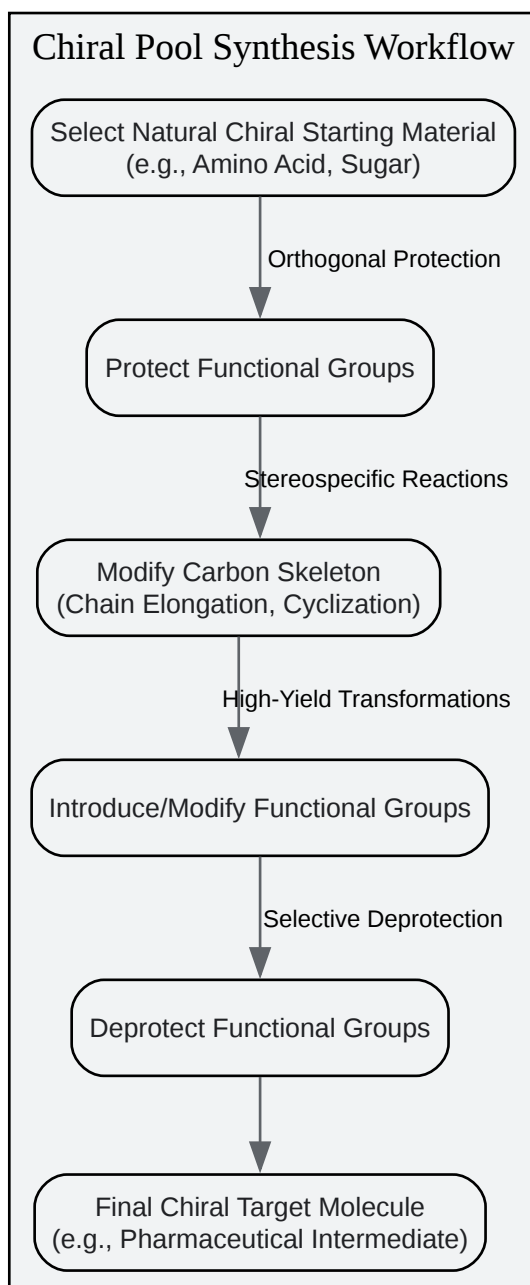 Chiral Pool Synthesis Workflow
Select Natural Chiral Starting Material
(e.g., Amino Acid, Sugar)
Orthogonal Protection
Protect Functional Groups
Stereospecific Reactions
Modify Carbon Skeleton
(Chain Elongation, Cyclization)
High-Yield Transformations
Introduce/Modify Functional Groups
Selective Deprotection
Deprotect Functional Groups
Final Chiral Target Molecule
(e.g., Pharmaceutical Intermediate)